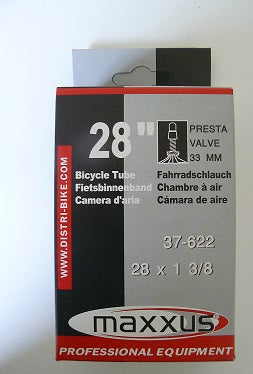 28"
PRESTA
VALVE
33 MM
Bicycle Tube
Fietsbinnenband
Camera d'aria
Fahrradschlauch
Chambre à air
Cámara de aire
WWW.DISTRI-BIKE.COM
37-622
28 x 1 3/8
maxxus
PROFESSIONAL EQUIPMENT